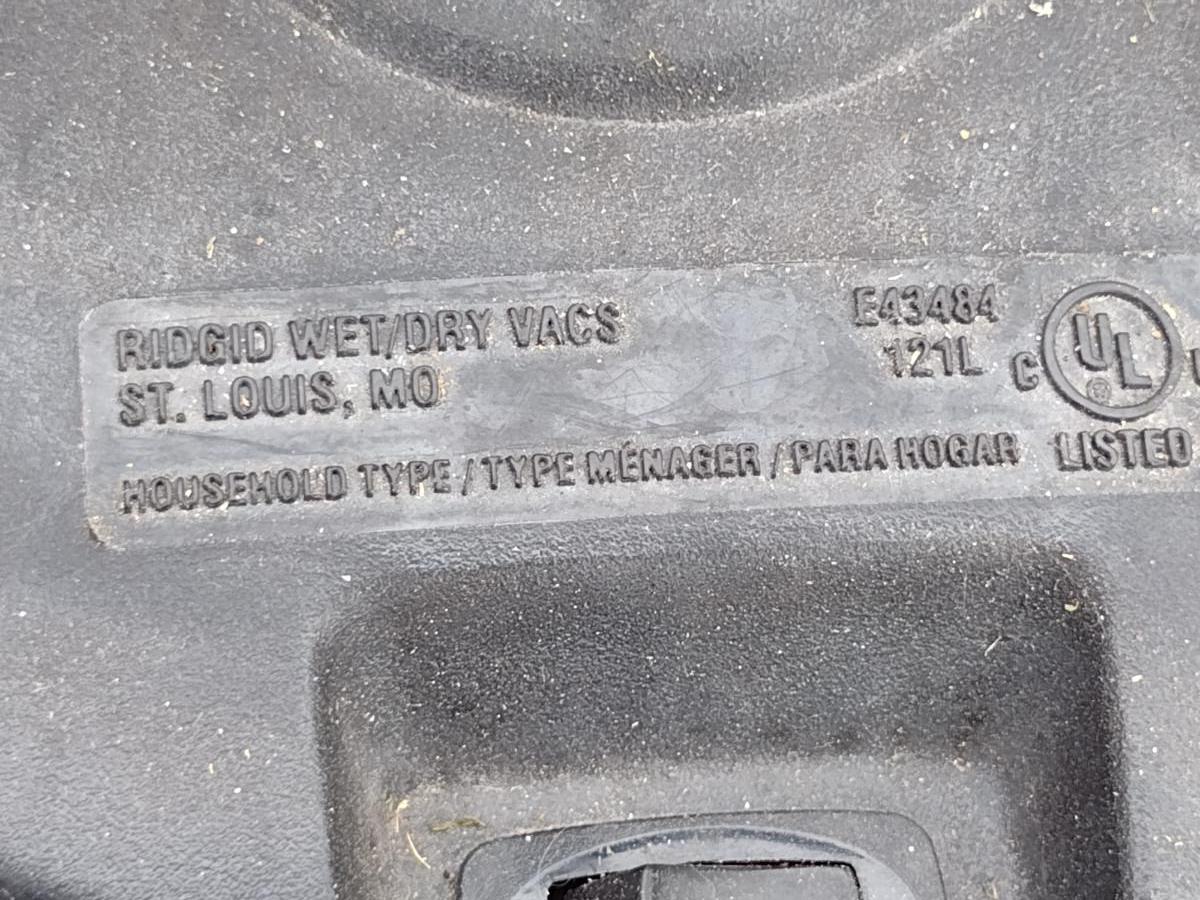 RIDGID WET/DRY VACS
ST. LOUIS, MO
HOUSEHOLD TYPE / TYPE MÉNAGER / PARA HOGAR
E43484
121L
C UL ®
LISTED